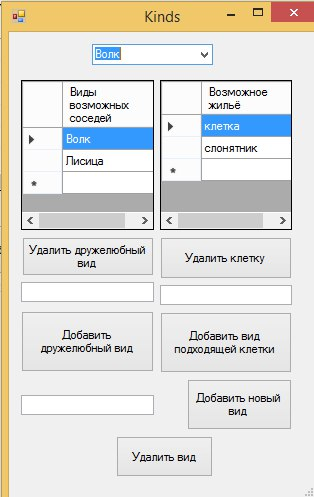 Kinds
Волк
Виды
возможных
соседей
Волк
Лисица
Возможное
жильё
клетка
слонятник
Удалить дружелюбный
вид
Удалить клетку
Добавить
дружелюбный вид
Добавить вид
подходящей клетки
Добавить новый
вид
Удалить вид